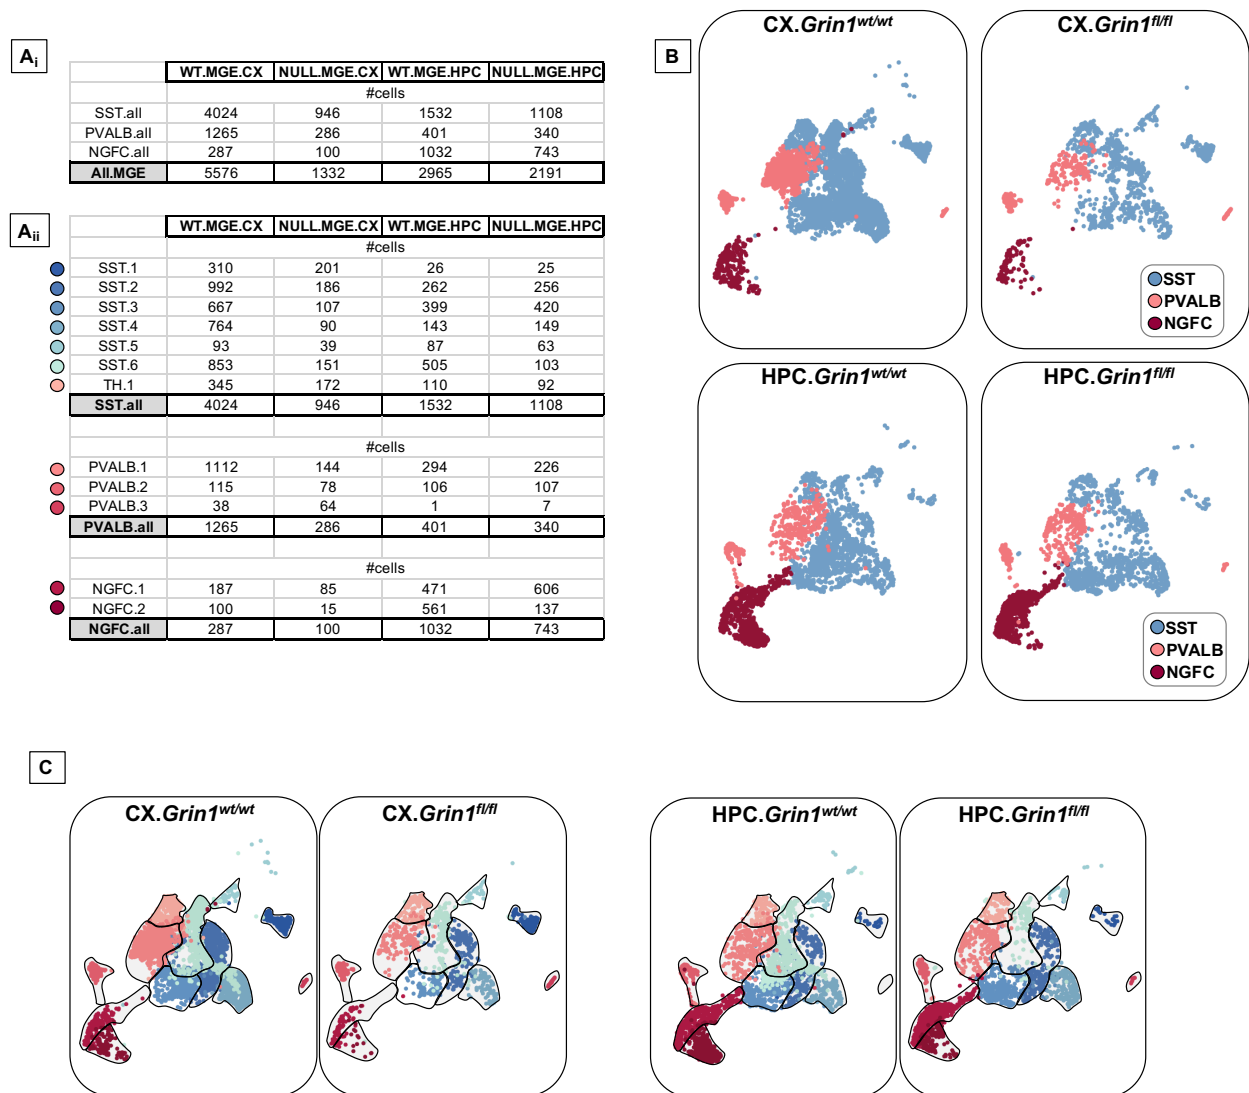 Ai
WT.MGE.CX NULL.MGE.CX WT.MGE.HPC NULL.MGE.HPC
#cells
SST.all 4024 946 1532 1108
PVALB.all 1265 286 401 340
NGFC.all 287 100 1032 743
All.MGE 5576 1332 2965 2191
Aii
WT.MGE.CX NULL.MGE.CX WT.MGE.HPC NULL.MGE.HPC
#cells
SST.1 310 201 26 25
SST.2 992 186 262 256
SST.3 667 107 399 420
SST.4 764 90 143 149
SST.5 93 39 87 63
SST.6 853 151 505 103
TH.1 345 172 110 92
SST.all 4024 946 1532 1108
#cells
PVALB.1 1112 144 294 226
PVALB.2 115 78 106 107
PVALB.3 38 64 1 7
PVALB.all 1265 286 401 340
#cells
NGFC.1 187 85 471 606
NGFC.2 100 15 561 137
NGFC.all 287 100 1032 743
B
CX.Grin1wt/wt
CX.Grin1fl/fl
SST
PVALB
NGFC
HPC.Grin1wt/wt
HPC.Grin1fl/fl
SST
PVALB
NGFC
C
CX.Grin1wt/wt
CX.Grin1fl/fl
HPC.Grin1wt/wt
HPC.Grin1fl/fl